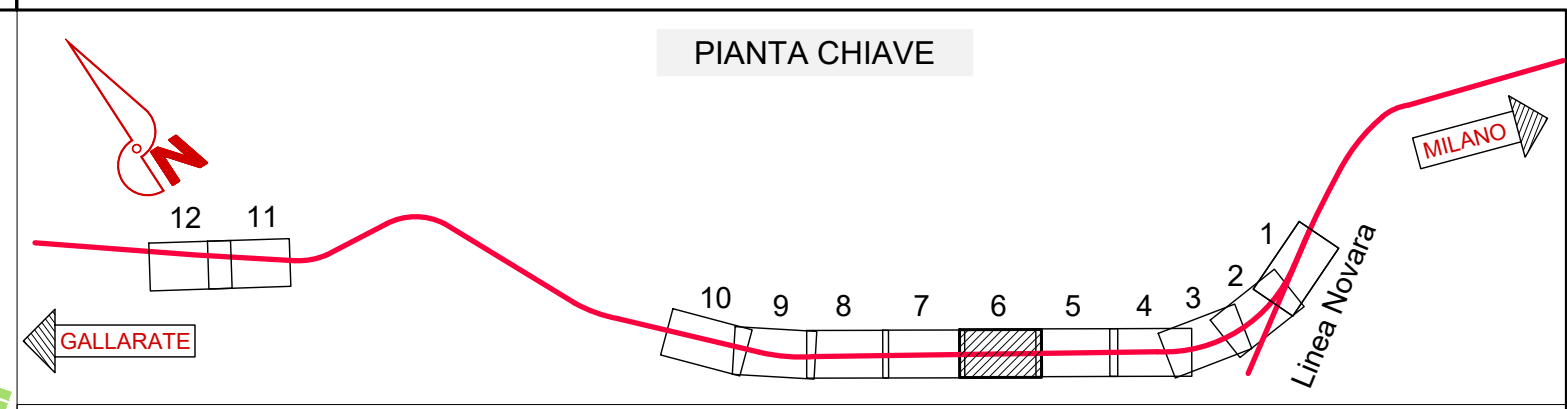 PIANTA CHIAVE
N
MILANO
12 11
1
2
Linea Novara
10 9 8 7 6 5 4 3
GALLARATE